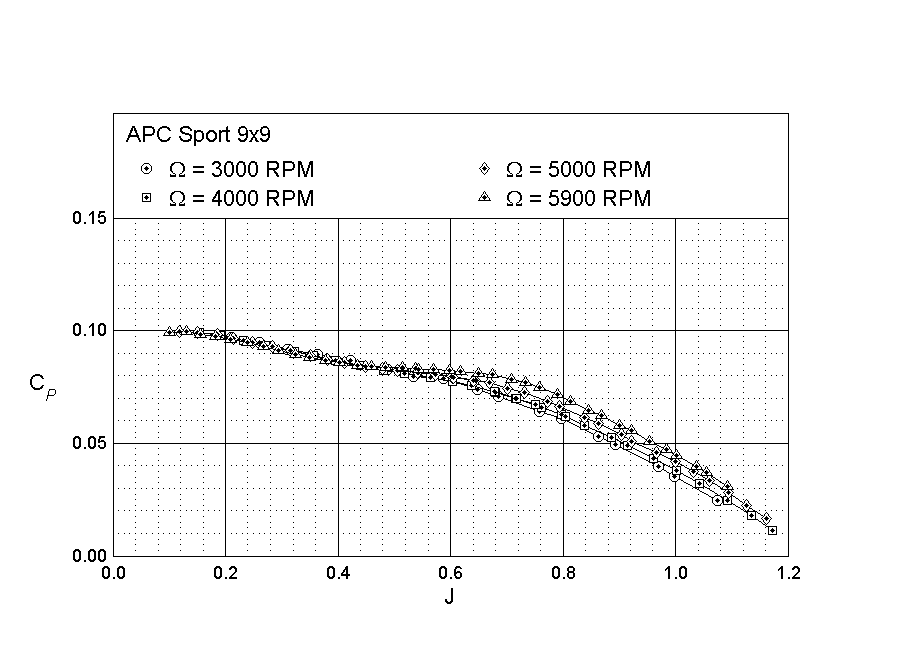 APC Sport 9x9
Ω = 3000 RPM
Ω = 5000 RPM
Ω = 4000 RPM
Ω = 5900 RPM
0.15
0.10
C_P
0.05
0.00
0.0 0.2 0.4 0.6 0.8 1.0 1.2
J